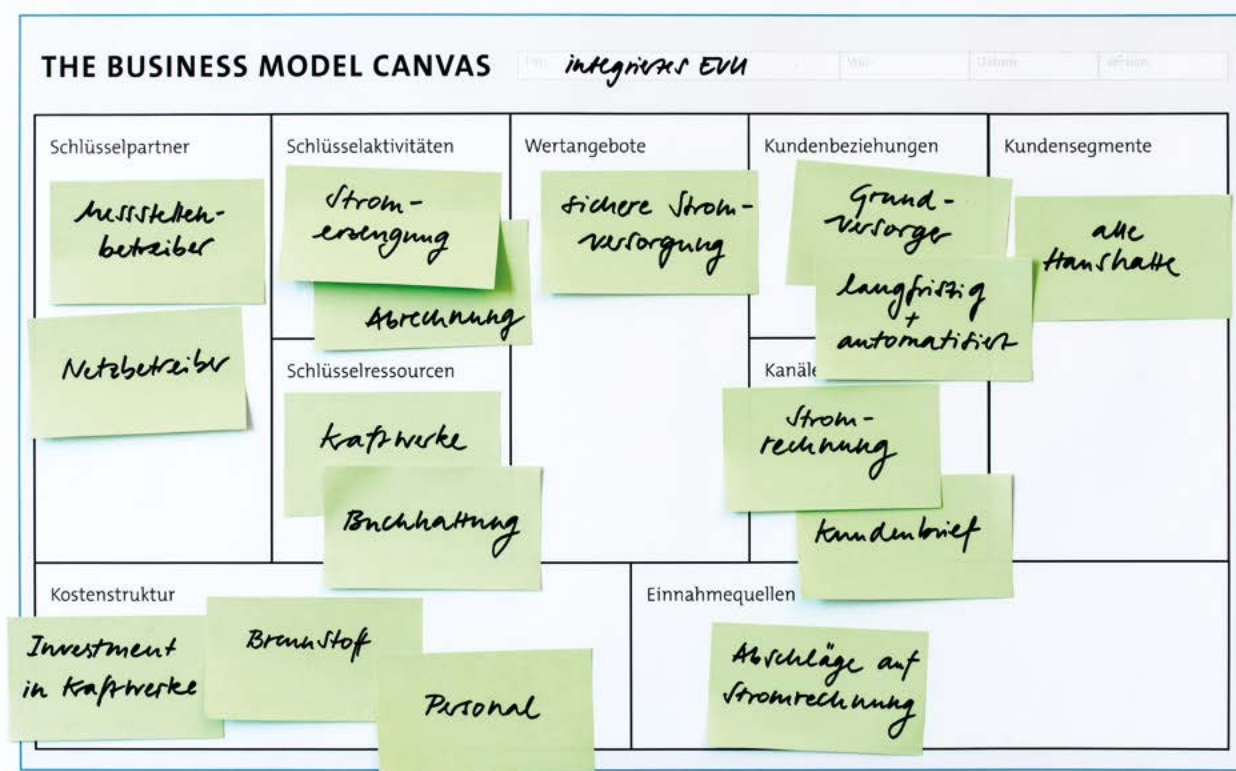 THE BUSINESS MODEL CANVAS
integriertes EVU
Schlüsselpartner
Messstellen-
betreiber
Netzbetreiber
Schlüsselaktivitäten
Strom-
erzeugung
Abrechnung
Schlüsselressourcen
Kraftwerke
Buchhaltung
Wertangebote
sichere Strom-
versorgung
Kundenbeziehungen
Grund-
versorger
langfristig
+
automatisiert
Kanäle
Strom-
rechnung
Kundenbrief
Kundensegmente
alle
Haushalte
Kostenstruktur
Investment
in Kraftwerke
Brennstoff
Personal
Einnahmequellen
Abschläge auf
Stromrechnung